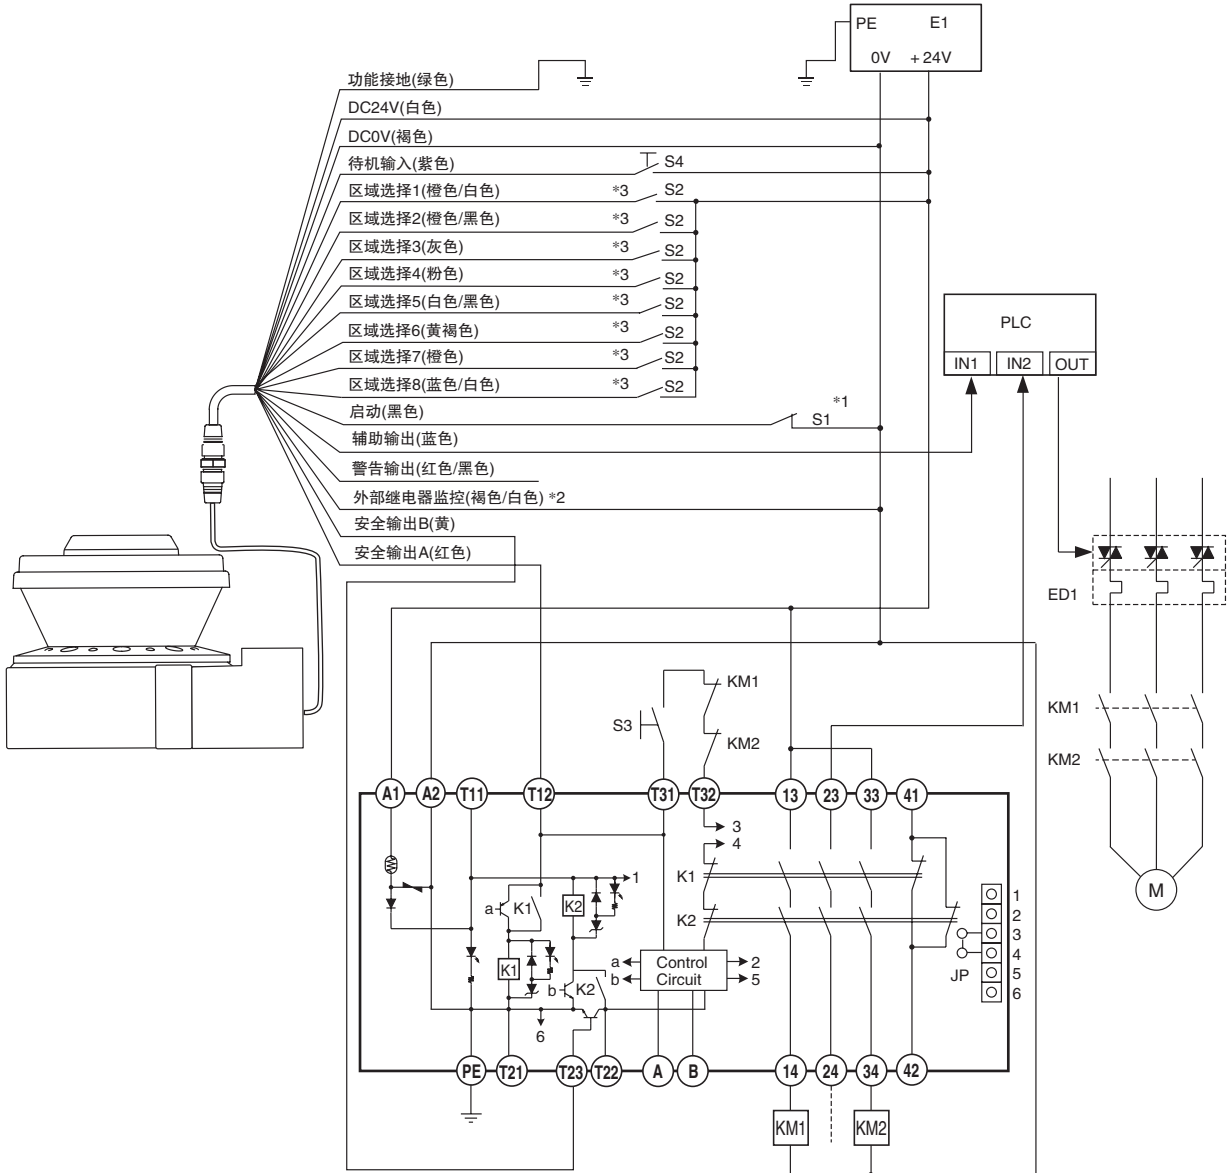 PE E1
0V +24V
功能接地(绿色)
DC24V(白色)
DC0V(褐色)
待机输入(紫色) S4
区域选择1(橙色/白色) *3 S2
区域选择2(橙色/黑色) *3 S2
区域选择3(灰色) *3 S2
区域选择4(粉色) *3 S2
区域选择5(白色/黑色) *3 S2
区域选择6(黄褐色) *3 S2
区域选择7(橙色) *3 S2
区域选择8(蓝色/白色) *3 S2
PLC
IN1 IN2 OUT
启动(黑色) *1
S1
辅助输出(蓝色)
警告输出(红色/黑色)
外部继电器监控(褐色/白色) *2
安全输出B(黄)
安全输出A(红色)
ED1
KM1
S3
KM2
KM1
KM2
A1 A2 T11 T12 T31 T32 13 23 33 41
3
4
K1
1
a K1 K2
K2
1
2
3
4
5
6
JP
K1
a Control 2
b Circuit 5
b K2
6
M
PE T21 T23 T22 A B 14 24 34 42
KM1 KM2